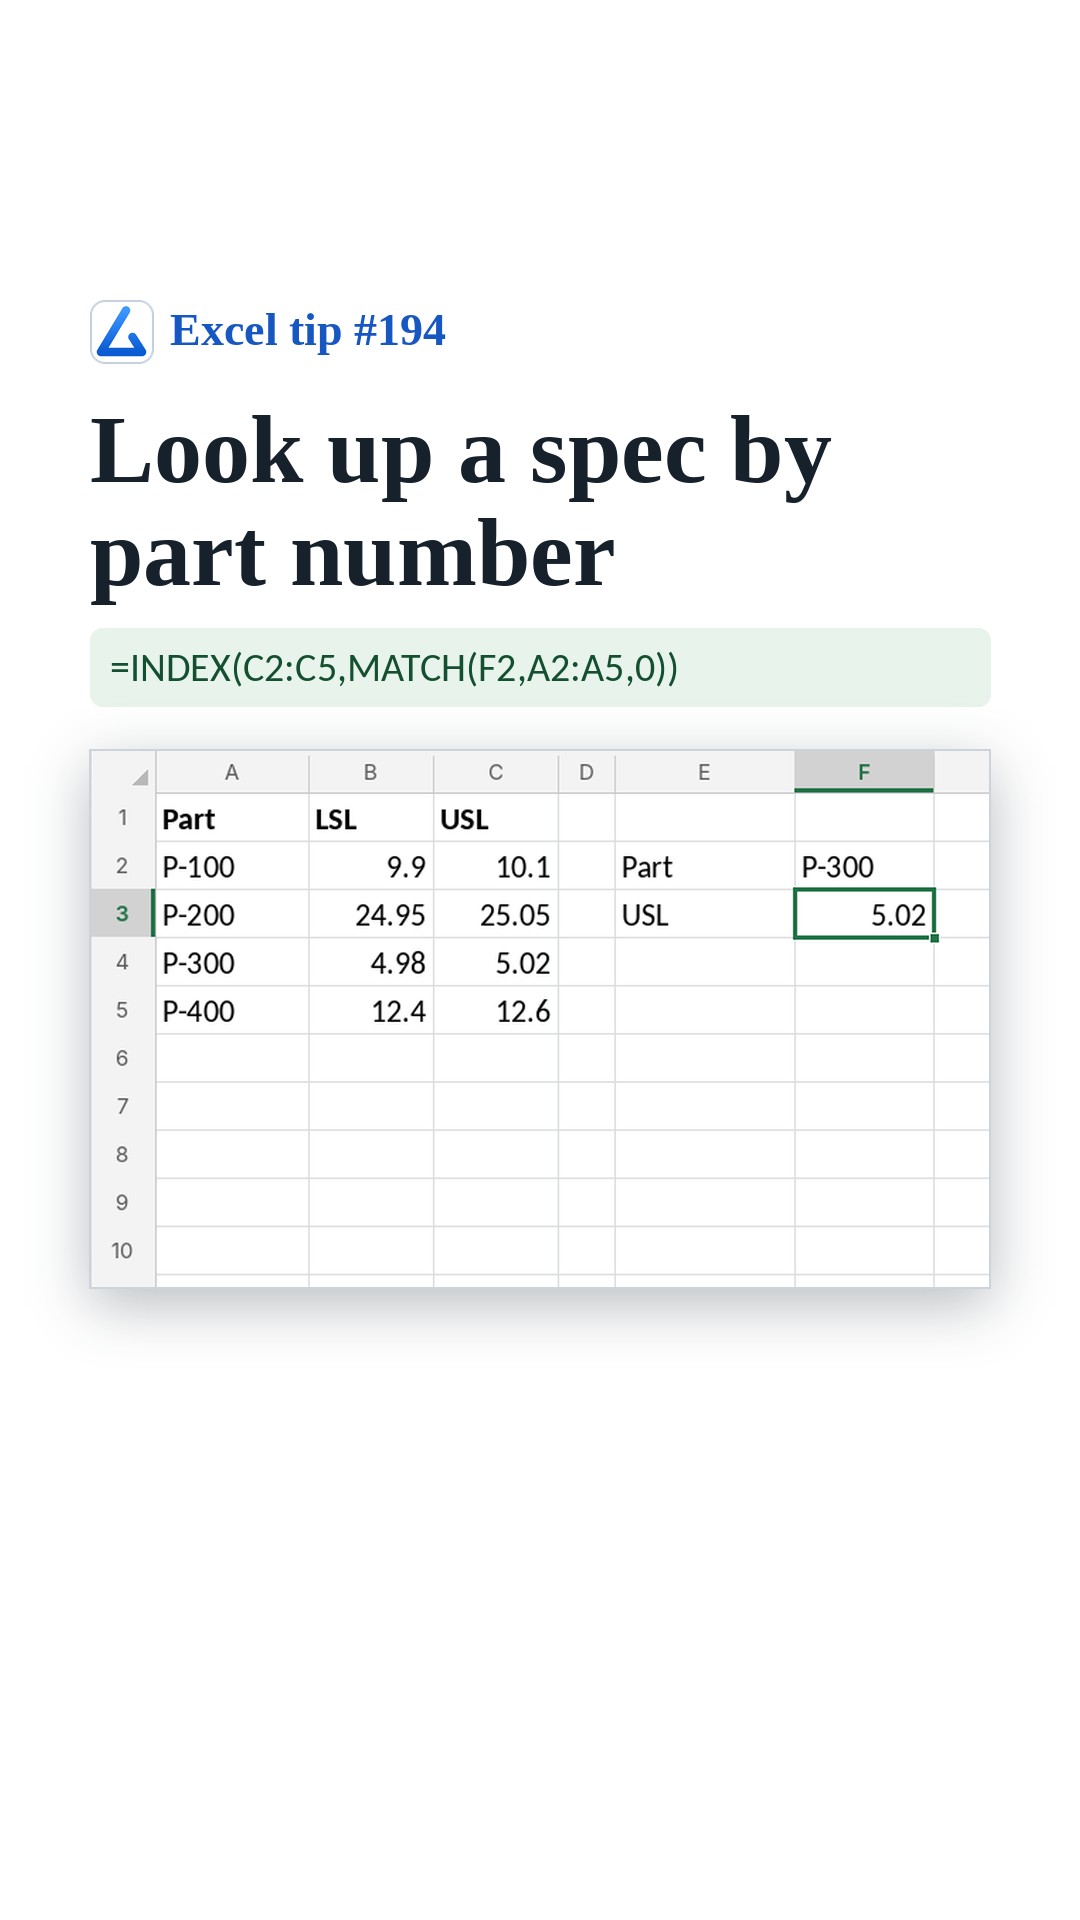 Excel tip #194
Look up a spec by
part number
=INDEX(C2:C5,MATCH(F2,A2:A5,0))
A B C D E F
1 Part LSL USL
2 P-100 9.9 10.1 Part P-300
3 P-200 24.95 25.05 USL 5.02
4 P-300 4.98 5.02
5 P-400 12.4 12.6
6
7
8
9
10